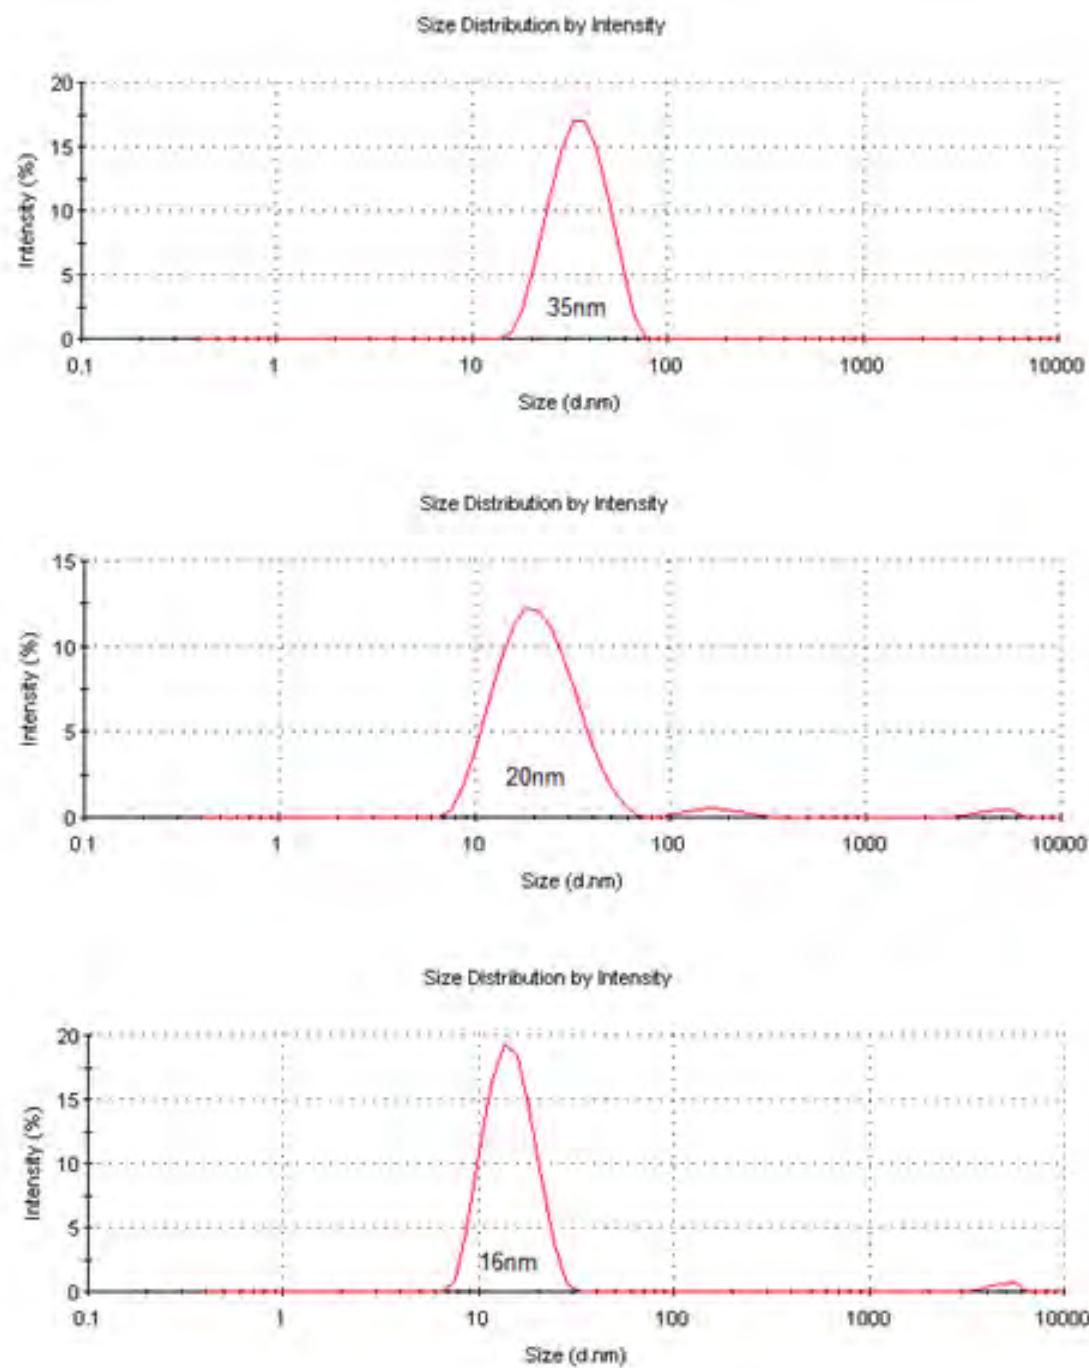 Size Distribution by Intensity
20
15
10
5
0
Intensity (%)
35nm
0.1 1 10 100 1000 10000
Size (d.nm)
Size Distribution by Intensity
15
10
5
0
Intensity (%)
20nm
0.1 1 10 100 1000 10000
Size (d.nm)
Size Distribution by Intensity
20
15
10
5
0
Intensity (%)
16nm
0.1 1 10 100 1000 10000
Size (d.nm)